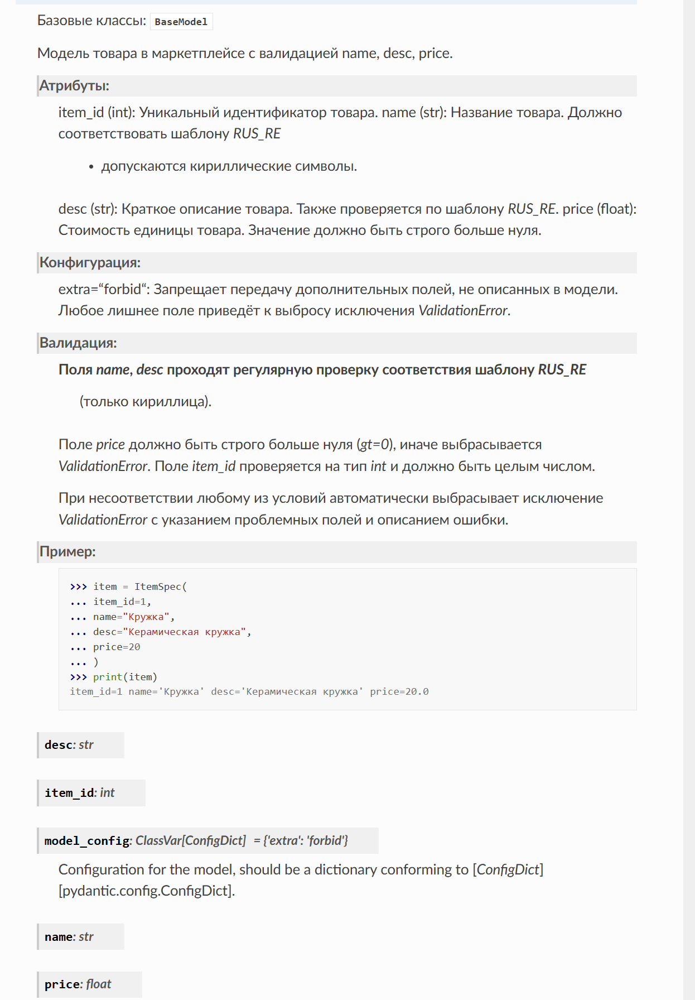 Базовые классы: BaseModel
Модель товара в маркетплейсе с валидацией name, desc, price.
Атрибуты:
item_id (int): Уникальный идентификатор товара. name (str): Название товара. Должно
соответствовать шаблону RUS_RE
• допускаются кириллические символы.
desc (str): Краткое описание товара. Также проверяется по шаблону RUS_RE. price (float):
Стоимость единицы товара. Значение должно быть строго больше нуля.
Конфигурация:
extra=“forbid“: Запрещает передачу дополнительных полей, не описанных в модели.
Любое лишнее поле приведёт к выбросу исключения ValidationError.
Валидация:
Поля name, desc проходят регулярную проверку соответствия шаблону RUS_RE
(только кириллица).
Поле price должно быть строго больше нуля (gt=0), иначе выбрасывается
ValidationError. Поле item_id проверяется на тип int и должно быть целым числом.
При несоответствии любому из условий автоматически выбрасывает исключение
ValidationError с указанием проблемных полей и описанием ошибки.
Пример:
>>> item = ItemSpec(
... item_id=1,
... name="Кружка",
... desc="Керамическая кружка",
... price=20
... )
>>> print(item)
item_id=1 name='Кружка' desc='Керамическая кружка' price=20.0
desc: str
item_id: int
model_config: ClassVar[ConfigDict] = {'extra': 'forbid'}
Configuration for the model, should be a dictionary conforming to [ConfigDict]
[pydantic.config.ConfigDict].
name: str
price: float